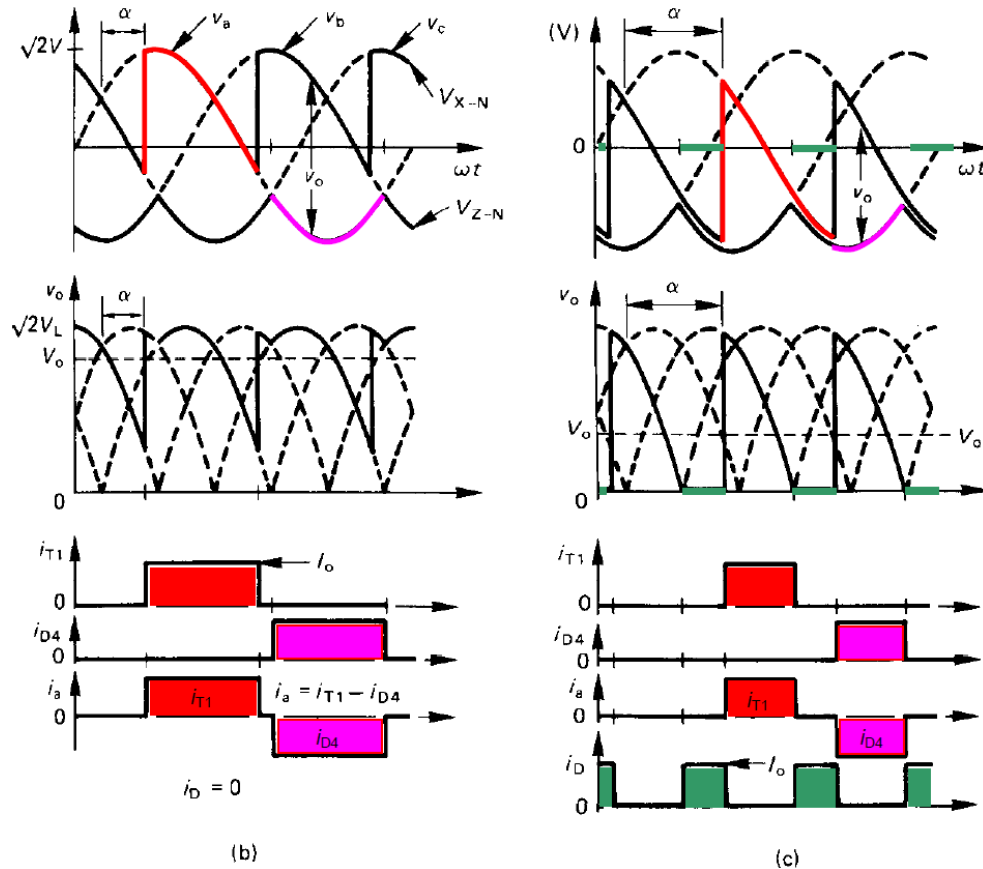 α
v_a
v_b
v_c
√2V
V_X–N
ωt
v_o
V_Z–N
v_o
α
√2V_L
V_o
0
i_T1
I_o
0
i_D4
0
i_a
i_T1
i_a = i_T1 – i_D4
0
i_D4
i_D = 0
(b)
(V)
α
0
ωt
v_o
v_o
α
V_o
V_o
0
i_T1
0
i_D4
0
i_a
i_T1
0
i_D4
i_D
I_o
0
(c)